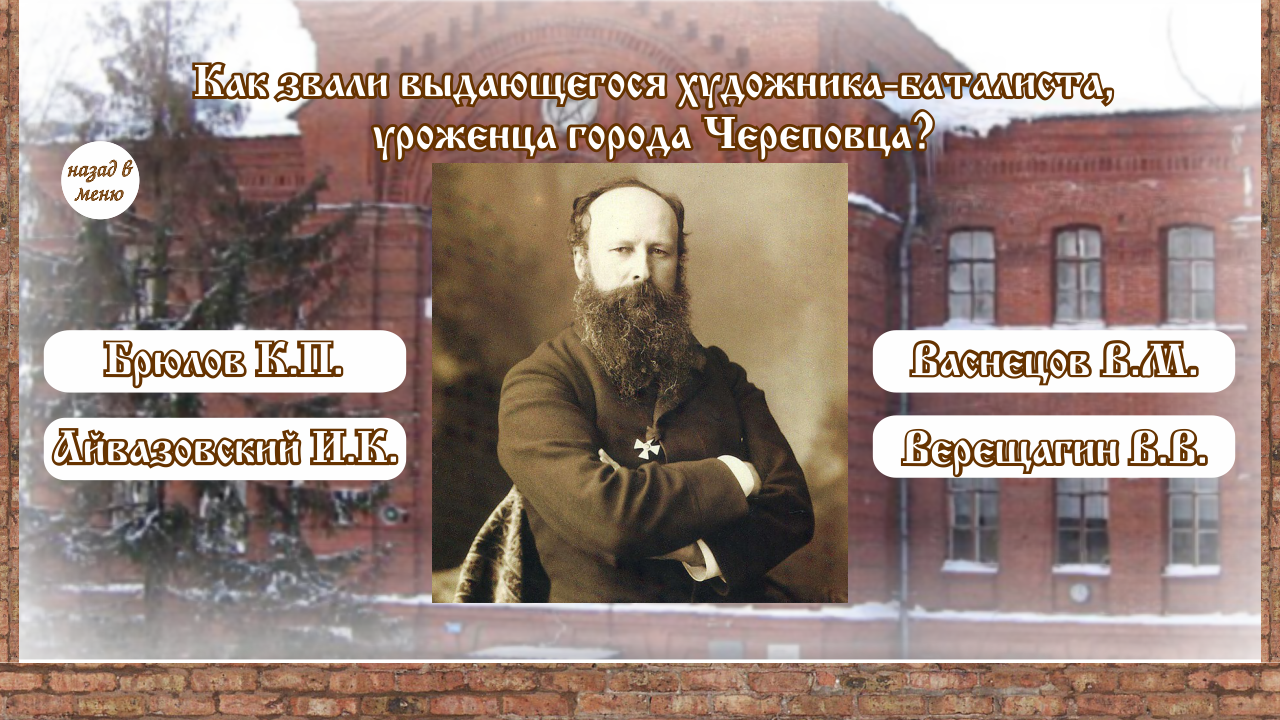 Как звали выдающегося художника-баталиста,
уроженца города Череповца?
назад в
меню
Брюлов К.П.
Айвазовский И.К.
Васнецов В.М.
Верещагин В.В.